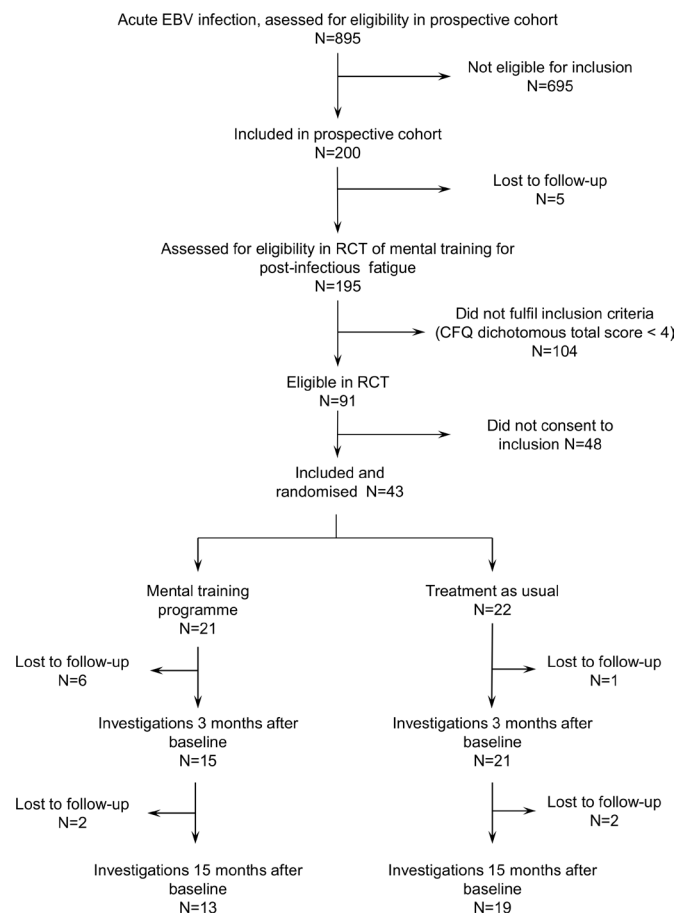 Acute EBV infection, asessed for eligibility in prospective cohort
N=895
Not eligible for inclusion
N=695
Included in prospective cohort
N=200
Lost to follow-up
N=5
Assessed for eligibility in RCT of mental training for
post-infectious fatigue
N=195
Did not fulfil inclusion criteria
(CFQ dichotomous total score < 4)
N=104
Eligible in RCT
N=91
Did not consent to
inclusion N=48
Included and
randomised N=43
Mental training
programme
N=21
Treatment as usual
N=22
Lost to follow-up
N=6
Lost to follow-up
N=1
Investigations 3 months after
baseline
N=15
Investigations 3 months after
baseline
N=21
Lost to follow-up
N=2
Lost to follow-up
N=2
Investigations 15 months after
baseline
N=13
Investigations 15 months after
baseline
N=19